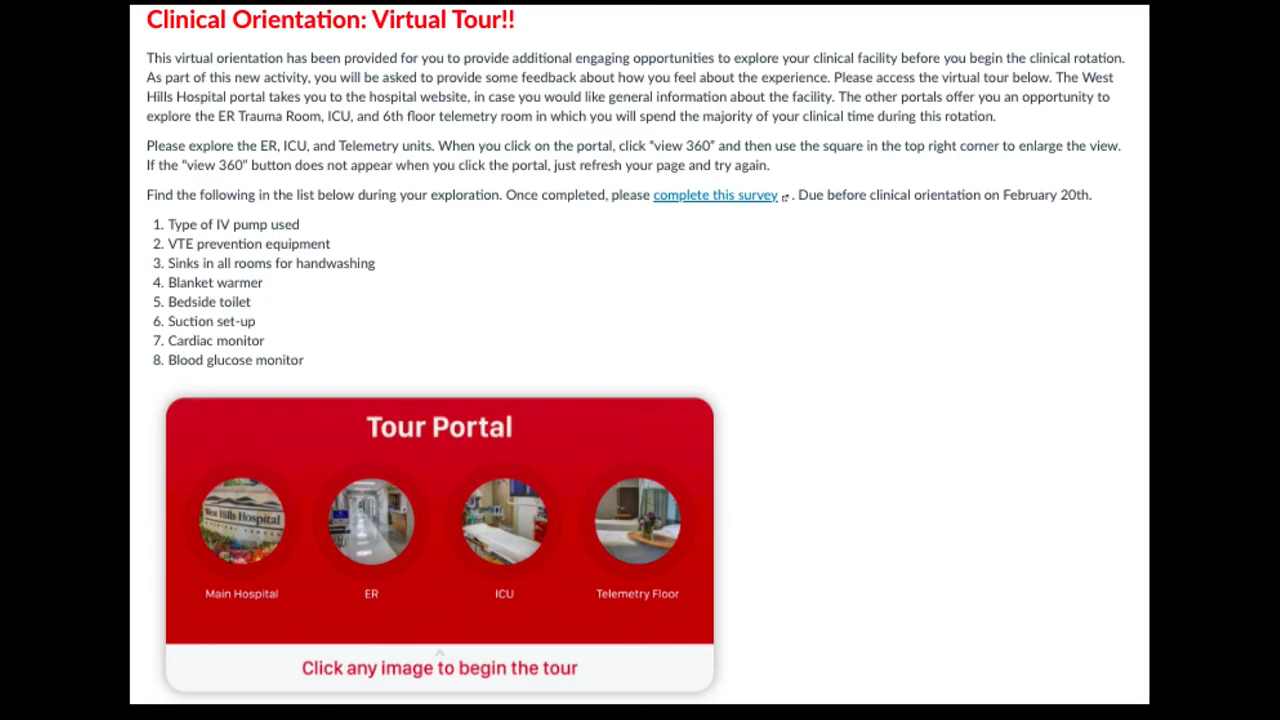 Clinical Orientation: Virtual Tour!!
This virtual orientation has been provided for you to provide additional engaging opportunities to explore your clinical facility before you begin the clinical rotation.
As part of this new activity, you will be asked to provide some feedback about how you feel about the experience. Please access the virtual tour below. The West
Hills Hospital portal takes you to the hospital website, in case you would like general information about the facility. The other portals offer you an opportunity to
explore the ER Trauma Room, ICU, and 6th floor telemetry room in which you will spend the majority of your clinical time during this rotation.
Please explore the ER, ICU, and Telemetry units. When you click on the portal, click "view 360" and then use the square in the top right corner to enlarge the view.
If the "view 360" button does not appear when you click the portal, just refresh your page and try again.
Find the following in the list below during your exploration. Once completed, please complete this survey. Due before clinical orientation on February 20th.
1. Type of IV pump used
2. VTE prevention equipment
3. Sinks in all rooms for handwashing
4. Blanket warmer
5. Bedside toilet
6. Suction set-up
7. Cardiac monitor
8. Blood glucose monitor
Tour Portal
West Hills Hospital
Main Hospital
ER
ICU
Telemetry Floor
Click any image to begin the tour